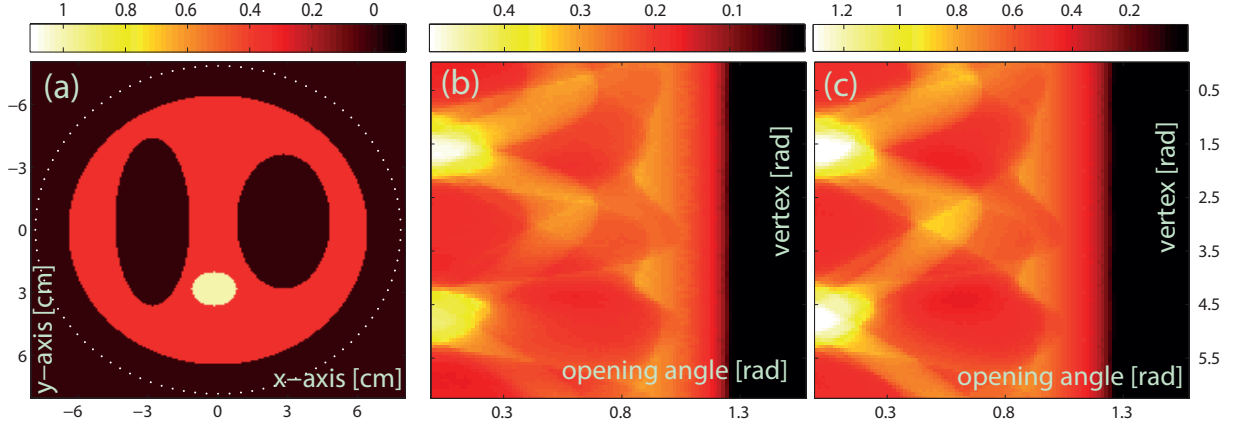 1 0.8 0.6 0.4 0.2 0
0.4 0.3 0.2 0.1
1.2 1 0.8 0.6 0.4 0.2
(a)
(b)
(c)
−6
−3
0
3
6
y−axis [cm]
x−axis [cm]
−6 −3 0 3 6
vertex [rad]
opening angle [rad]
0.3 0.8 1.3
vertex [rad]
opening angle [rad]
0.3 0.8 1.3
0.5
1.5
2.5
3.5
4.5
5.5